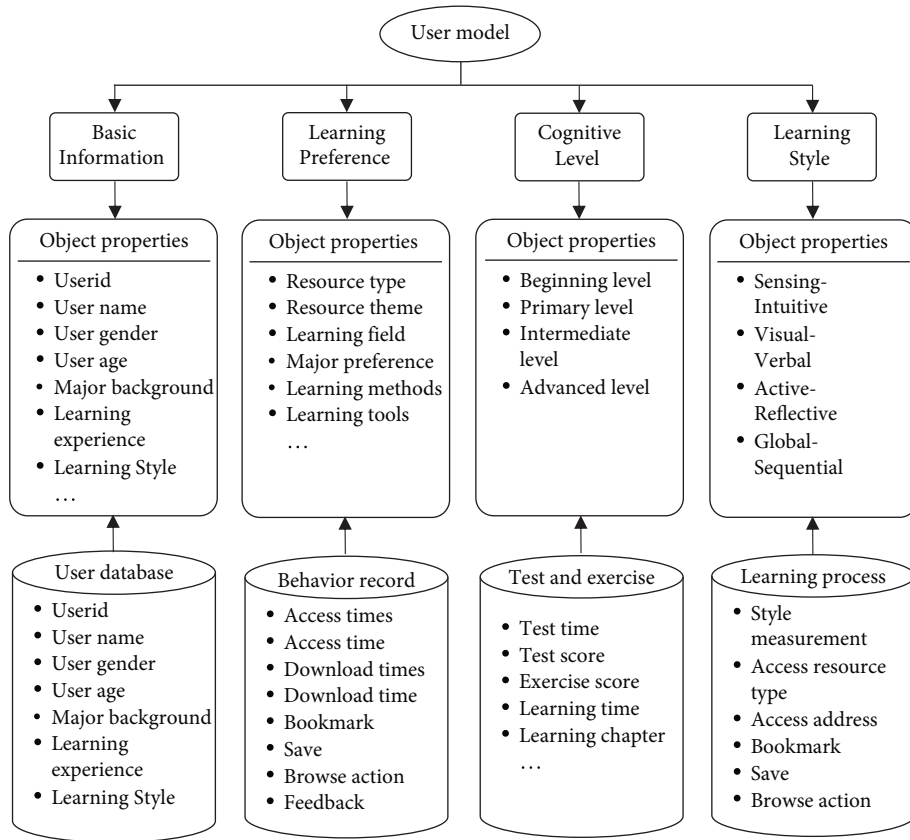 User model
Basic
Information
Learning
Preference
Cognitive
Level
Learning
Style
Object properties
• Userid
• User name
• User gender
• User age
• Major background
• Learning
experience
• Learning Style
…
Object properties
• Resource type
• Resource theme
• Learning field
• Major preference
• Learning methods
• Learning tools
…
Object properties
• Beginning level
• Primary level
• Intermediate
level
• Advanced level
Object properties
• Sensing-
Intuitive
• Visual-
Verbal
• Active-
Reflective
• Global-
Sequential
User database
• Userid
• User name
• User gender
• User age
• Major background
• Learning
experience
• Learning Style
Behavior record
• Access times
• Access time
• Download times
• Download time
• Bookmark
• Save
• Browse action
• Feedback
Test and exercise
• Test time
• Test score
• Exercise score
• Learning time
• Learning chapter
…
Learning process
• Style
measurement
• Access resource
type
• Access address
• Bookmark
• Save
• Browse action